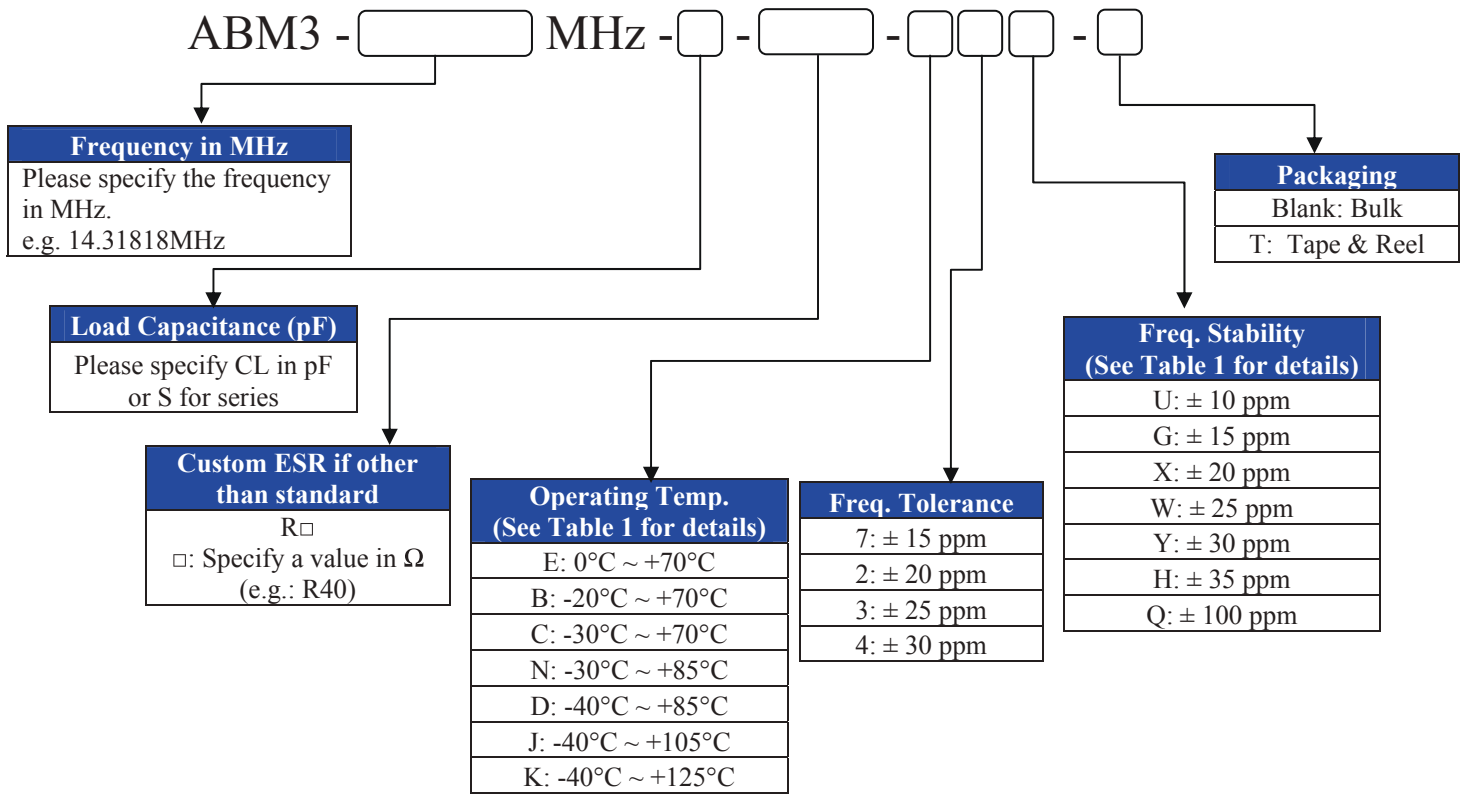 ABM3 - MHz - - - -
Frequency in MHz
Please specify the frequency
in MHz.
e.g. 14.31818MHz
Load Capacitance (pF)
Please specify CL in pF
or S for series
Custom ESR if other
than standard
R□
□: Specify a value in Ω
(e.g.: R40)
Operating Temp.
(See Table 1 for details)
E: 0°C ~ +70°C
B: -20°C ~ +70°C
C: -30°C ~ +70°C
N: -30°C ~ +85°C
D: -40°C ~ +85°C
J: -40°C ~ +105°C
K: -40°C ~ +125°C
Freq. Tolerance
7: ± 15 ppm
2: ± 20 ppm
3: ± 25 ppm
4: ± 30 ppm
Freq. Stability
(See Table 1 for details)
U: ± 10 ppm
G: ± 15 ppm
X: ± 20 ppm
W: ± 25 ppm
Y: ± 30 ppm
H: ± 35 ppm
Q: ± 100 ppm
Packaging
Blank: Bulk
T: Tape & Reel